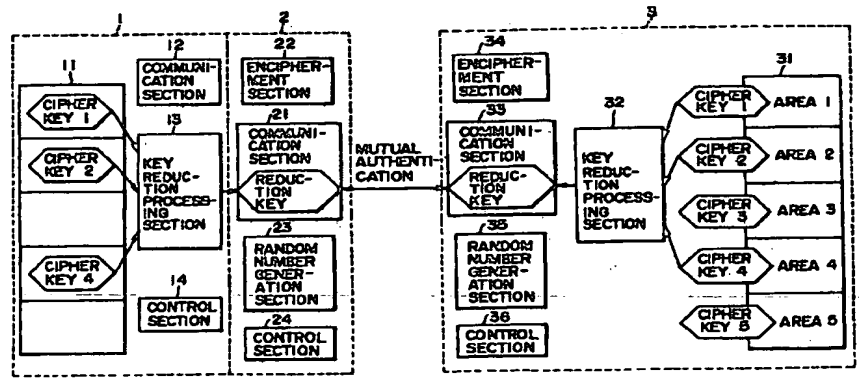 1
2
3
11
CIPHER
KEY 1
CIPHER
KEY 2
CIPHER
KEY 4
12
COMMUNI-
CATION
SECTION
13
KEY
REDUC-
TION
PROCESS-
ING
SECTION
14
CONTROL
SECTION
22
ENCIPHER-
MENT
SECTION
21
COMMUNI-
CATION
SECTION
REDUC-
TION
KEY
23
RANDOM
NUMBER
GENER-
ATION
SECTION
24
CONTROL
SECTION
MUTUAL
AUTHENTI-
CATION
34
ENCIPHER-
MENT
SECTION
33
COMMUNI-
CATION
SECTION
REDUC-
TION
KEY
35
RANDOM
NUMBER
GENER-
ATION
SECTION
36
CONTROL
SECTION
32
KEY
REDUCTION
PROCESS-
ING
SECTION
31
CIPHER
KEY 1
AREA 1
CIPHER
KEY 2
AREA 2
CIPHER
KEY 3
AREA 3
CIPHER
KEY 4
AREA 4
CIPHER
KEY 5
AREA 5